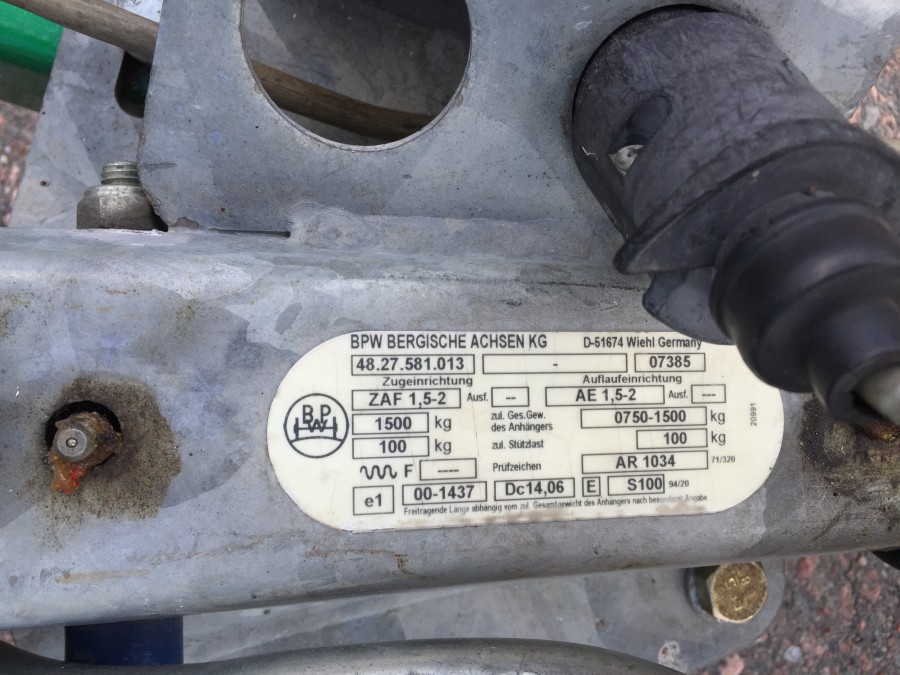 BPW BERGISCHE ACHSEN KG D-51674 Wiehl Germany
48.27.581.013 - 07385
Zugeinrichtung Auflaufeinrichtung
ZAF 1,5-2 Ausf. -- AE 1,5-2 Ausf. ---
1500 kg zul. Ges.Gew. des Anhängers 0750-1500 kg
100 kg zul. Stützlast 100 kg
F ---- Prüfzeichen AR 1034 71/320
e1 00-1437 Dc14,06 E S100 94/20
Freitragende Länge abhängig vom zul. Gesamtgewicht des Anhängers nach besonderer Angabe.
20991
BPW